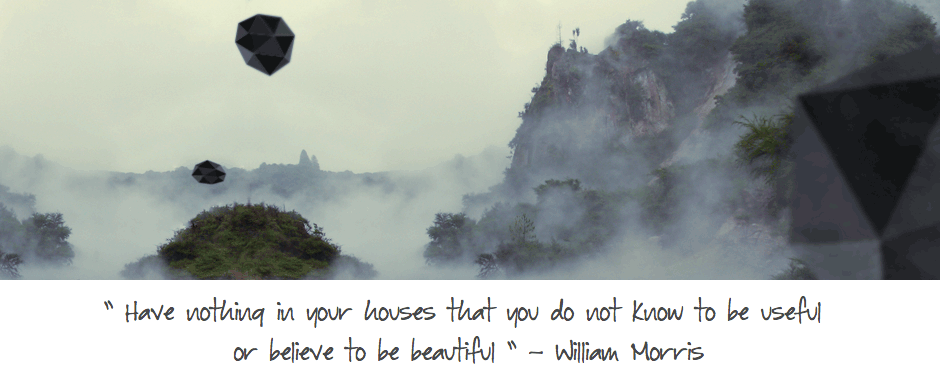 " Have nothing in your houses that you do not know to be useful
or believe to be beautiful " - William Morris